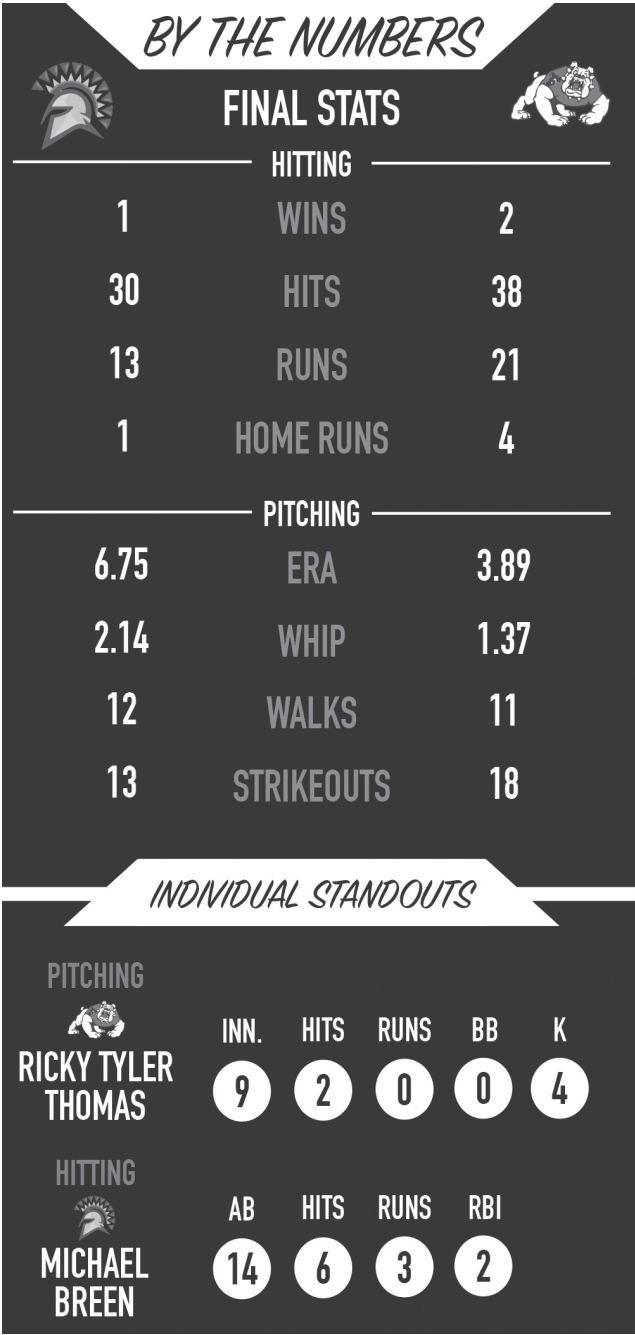 BY THE NUMBERS
FINAL STATS
HITTING
1 WINS 2
30 HITS 38
13 RUNS 21
1 HOME RUNS 4
PITCHING
6.75 ERA 3.89
2.14 WHIP 1.37
12 WALKS 11
13 STRIKEOUTS 18
INDIVIDUAL STANDOUTS
PITCHING
RICKY TYLER
THOMAS
INN. HITS RUNS BB K
9 2 0 0 4
HITTING
MICHAEL
BREEN
AB HITS RUNS RBI
14 6 3 2